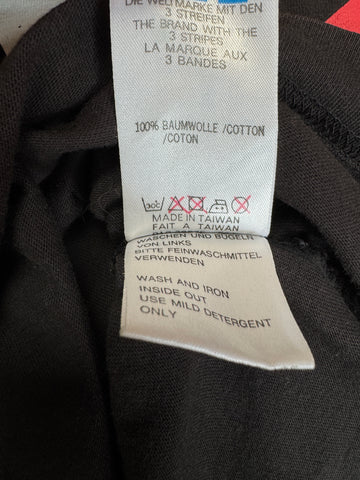 DIE WELTMARKE MIT DEN
3 STREIFEN
THE BRAND WITH THE
3 STRIPES
LA MARQUE AUX
3 BANDES
100% BAUMWOLLE /COTTON
/COTON
30°C
MADE IN TAIWAN
FAIT A TAIWAN
WASCHEN UND BÜGELN
VON LINKS
BITTE FEINWASCHMITTEL
VERWENDEN
WASH AND IRON
INSIDE OUT
USE MILD DETERGENT
ONLY